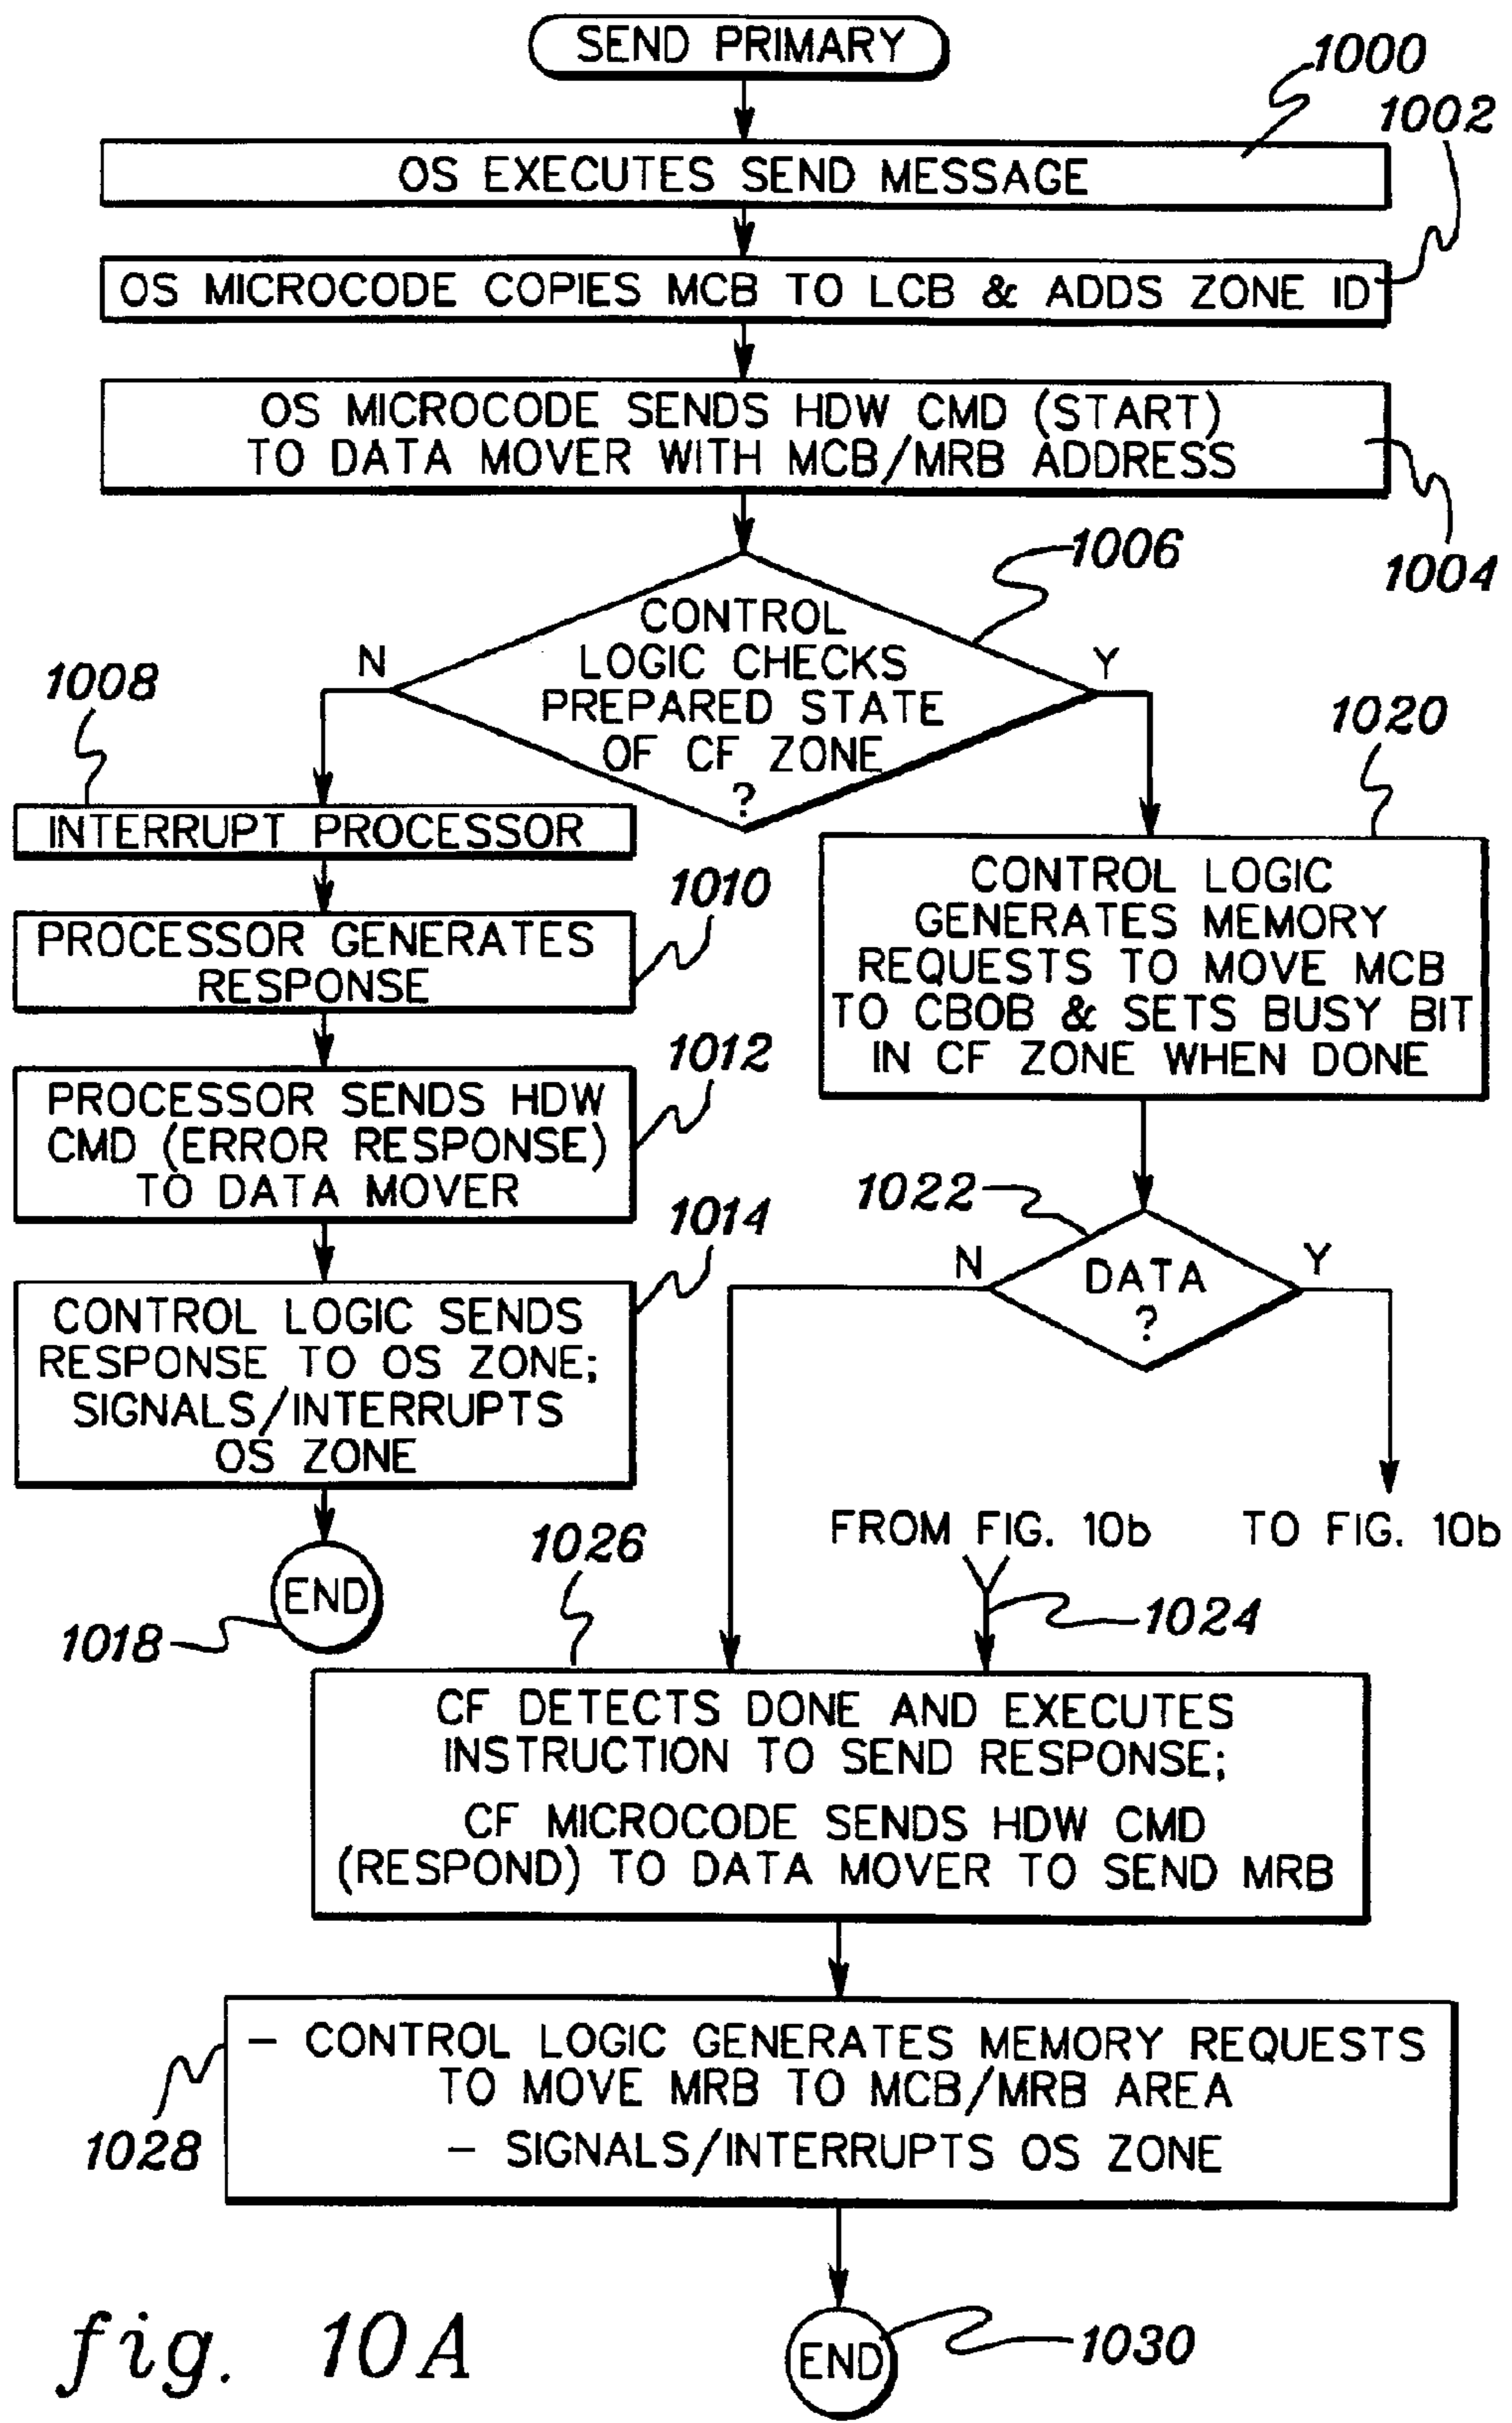 SEND PRIMARY
1000
1002
OS EXECUTES SEND MESSAGE
OS MICROCODE COPIES MCB TO LCB & ADDS ZONE ID
OS MICROCODE SENDS HDW CMD (START)
TO DATA MOVER WITH MCB/MRB ADDRESS
1004
1006
CONTROL
LOGIC CHECKS
PREPARED STATE
OF CF ZONE
?
N
Y
1008
INTERRUPT PROCESSOR
1010
PROCESSOR GENERATES
RESPONSE
1012
PROCESSOR SENDS HDW
CMD (ERROR RESPONSE)
TO DATA MOVER
1014
CONTROL LOGIC SENDS
RESPONSE TO OS ZONE;
SIGNALS/INTERRUPTS
OS ZONE
END
1018
1020
CONTROL LOGIC
GENERATES MEMORY
REQUESTS TO MOVE MCB
TO CBOB & SETS BUSY BIT
IN CF ZONE WHEN DONE
1022
N
DATA
?
Y
FROM FIG. 10b
TO FIG. 10b
1024
1026
CF DETECTS DONE AND EXECUTES
INSTRUCTION TO SEND RESPONSE;
CF MICROCODE SENDS HDW CMD
(RESPOND) TO DATA MOVER TO SEND MRB
- CONTROL LOGIC GENERATES MEMORY REQUESTS
TO MOVE MRB TO MCB/MRB AREA
- SIGNALS/INTERRUPTS OS ZONE
1028
END
1030
fig. 10A